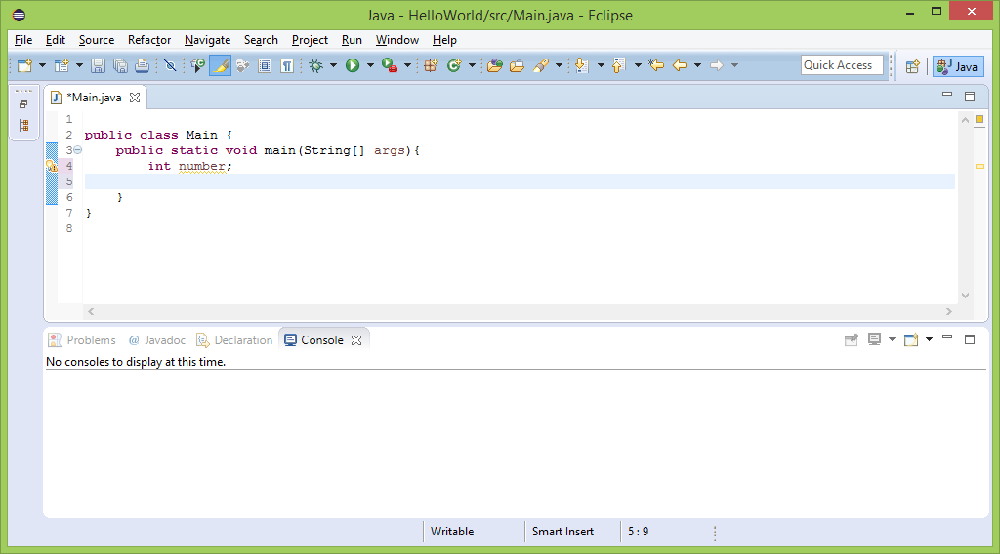 Java - HelloWorld/src/Main.java - Eclipse
File Edit Source Refactor Navigate Search Project Run Window Help
Quick Access Java
*Main.java
1
2 public class Main {
3 public static void main(String[] args){
4 int number;
5
6 }
7 }
8
Problems @ Javadoc Declaration Console
No consoles to display at this time.
Writable Smart Insert 5 : 9